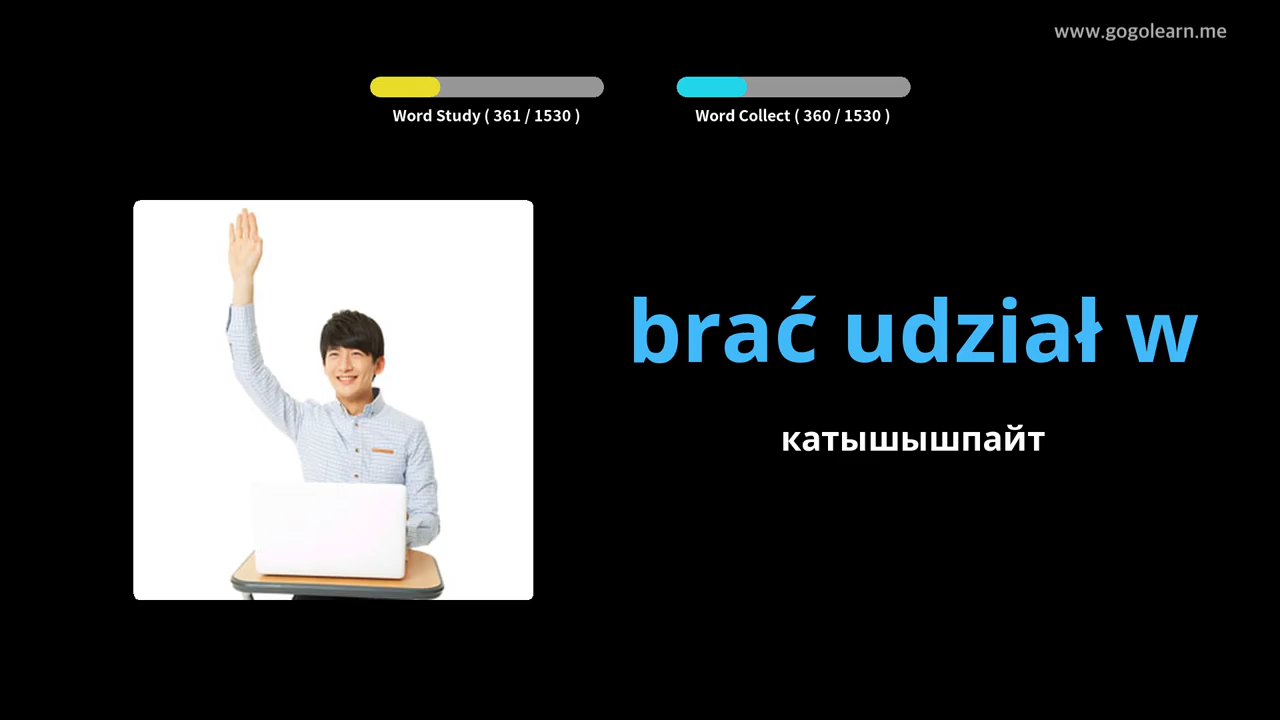 www.gogolearn.me
Word Study ( 361 / 1530 )
Word Collect ( 360 / 1530 )
brać udział w
катышышпайт